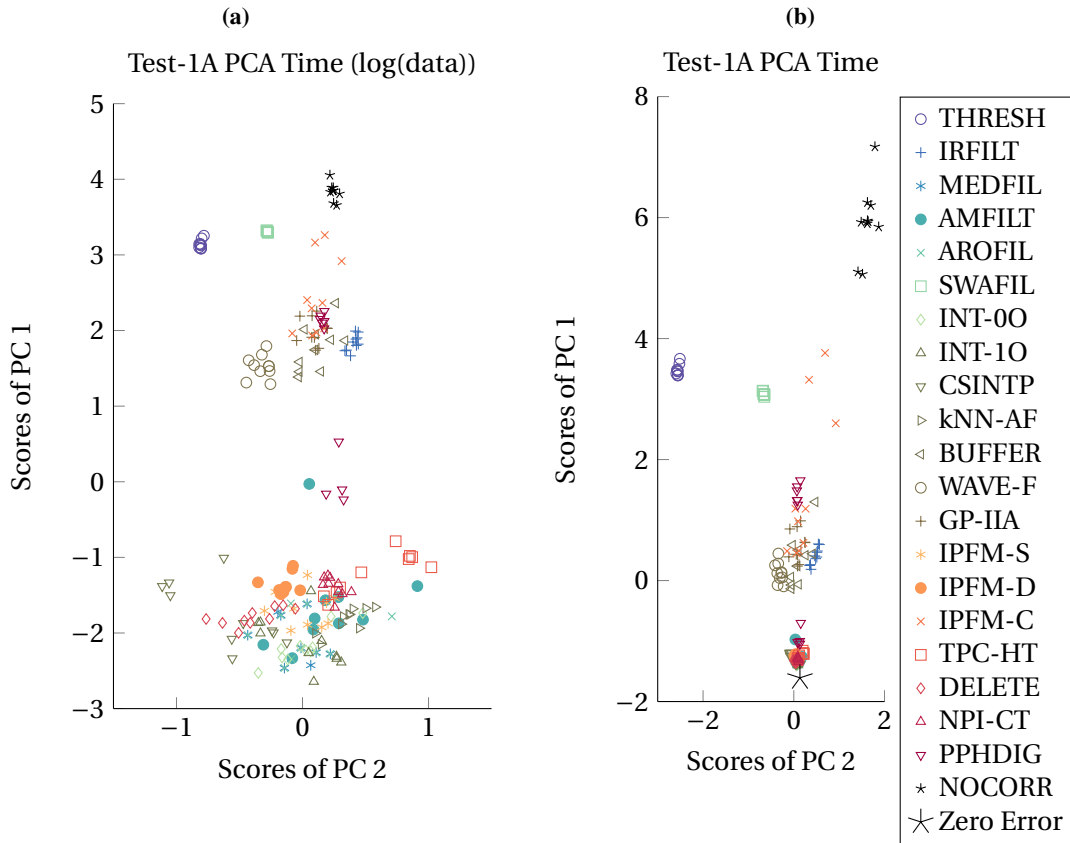 (a)
Test-1A PCA Time (log(data))
5
4
3
2
1
0
−1
−2
−3
Scores of PC 1
−1
0
1
Scores of PC 2
(b)
Test-1A PCA Time
8
6
4
2
0
−2
Scores of PC 1
−2
0
2
Scores of PC 2
THRESH
IRFILT
MEDFIL
AMFILT
AROFIL
SWAFIL
INT-0O
INT-1O
CSINTP
kNN-AF
BUFFER
WAVE-F
GP-IIA
IPFM-S
IPFM-D
IPFM-C
TPC-HT
DELETE
NPI-CT
PPHDIG
NOCORR
Zero Error